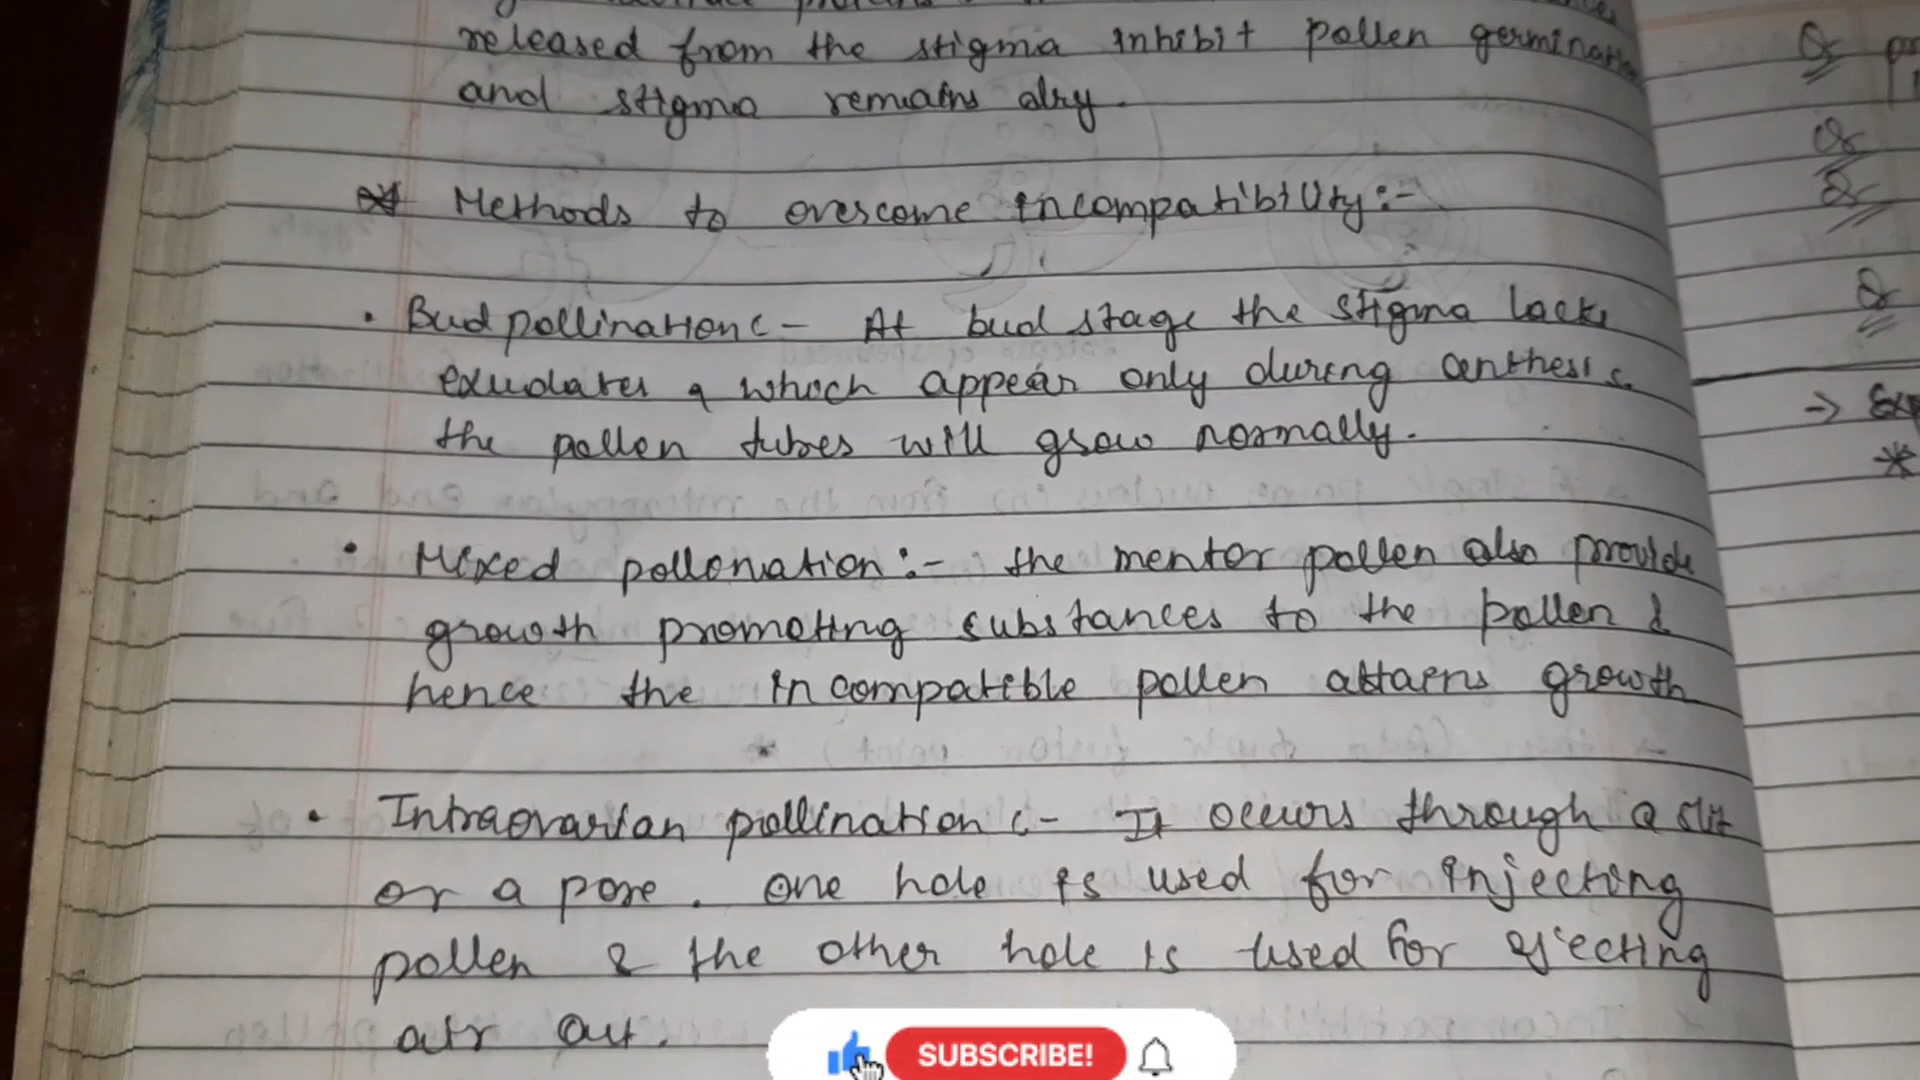 released from the stigma inhibit pollen germination
and stigma remains dry.
Methods to overcome incompatibility :-
• Bud pollination :- At bud stage the stigma lacks
exudates, which appear only during anthesis.
the pollen tubes will grow normally.
• Mixed pollonation :- the mentor pollen also provide
growth promoting substances to the pollen &
hence the incompatible pollen attains growth
• Intraovarian pollination :- It occurs through a slit
or a pore. One hole is used for injecting
pollen & the other hole is used for ejecting
air out.
SUBSCRIBE!